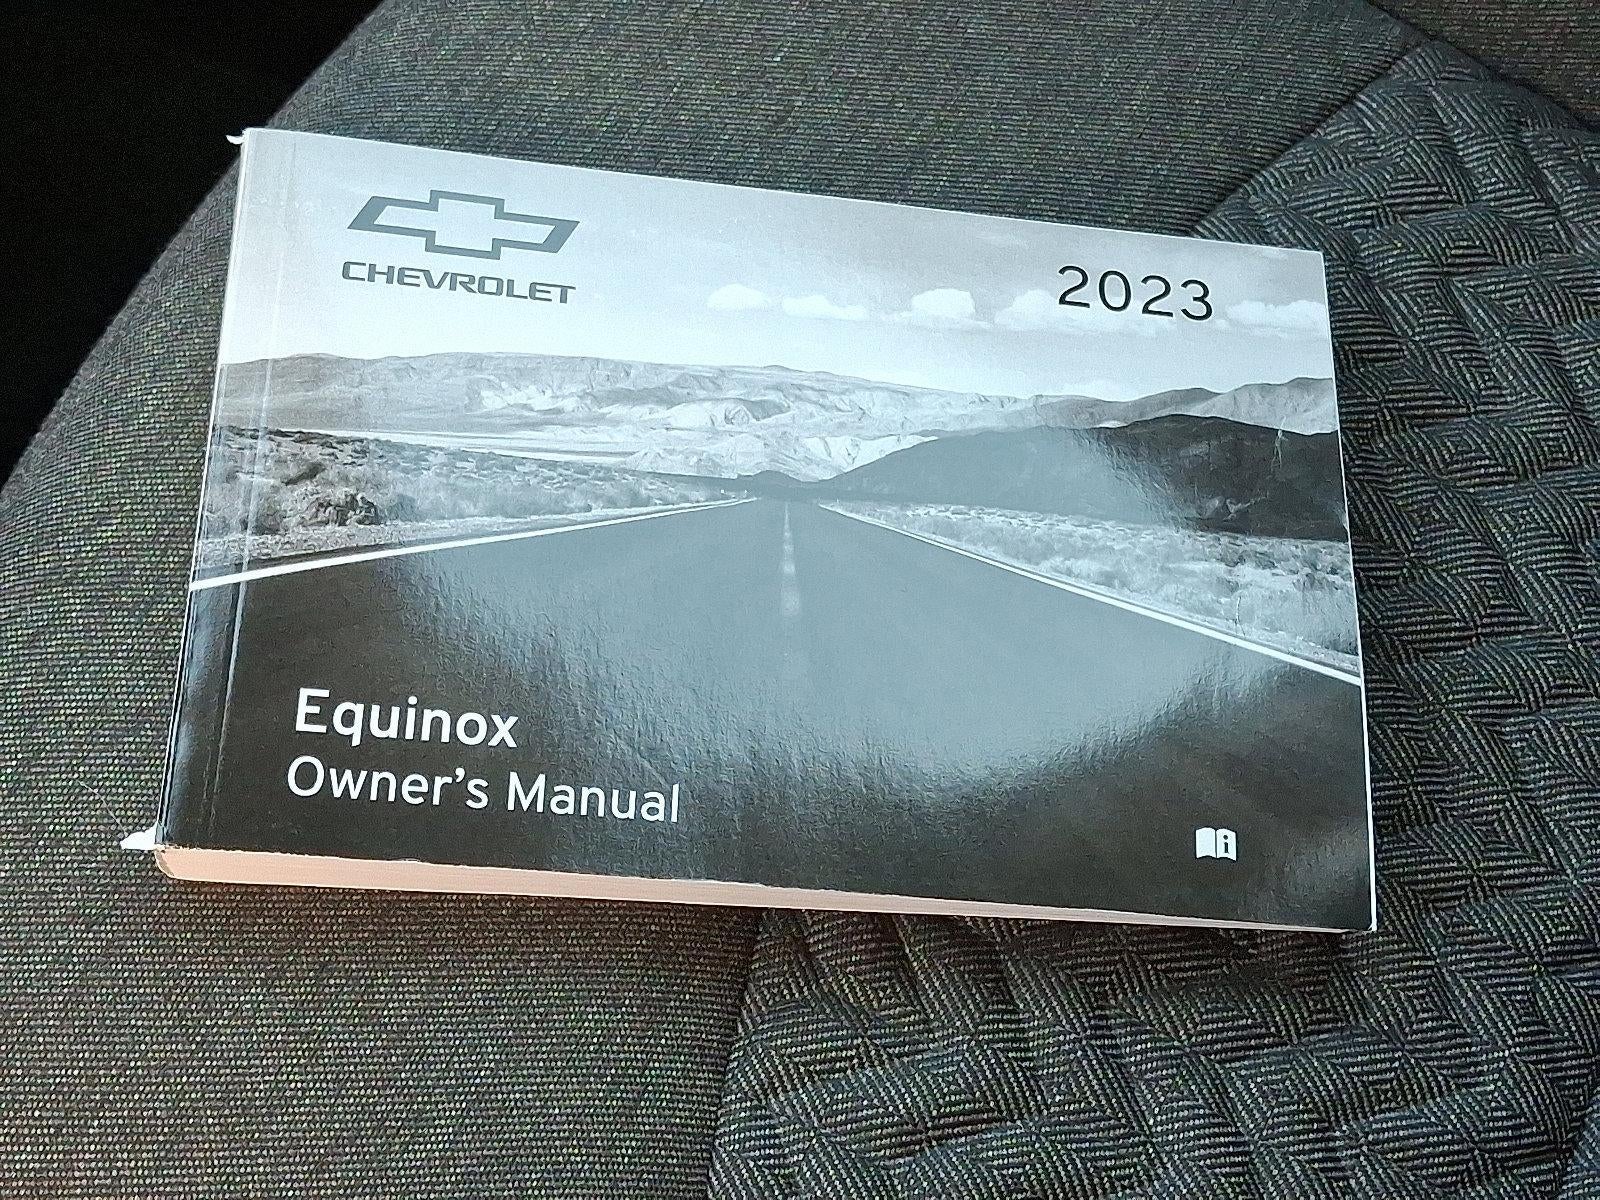 CHEVROLET
2023
Equinox
Owner's Manual
i